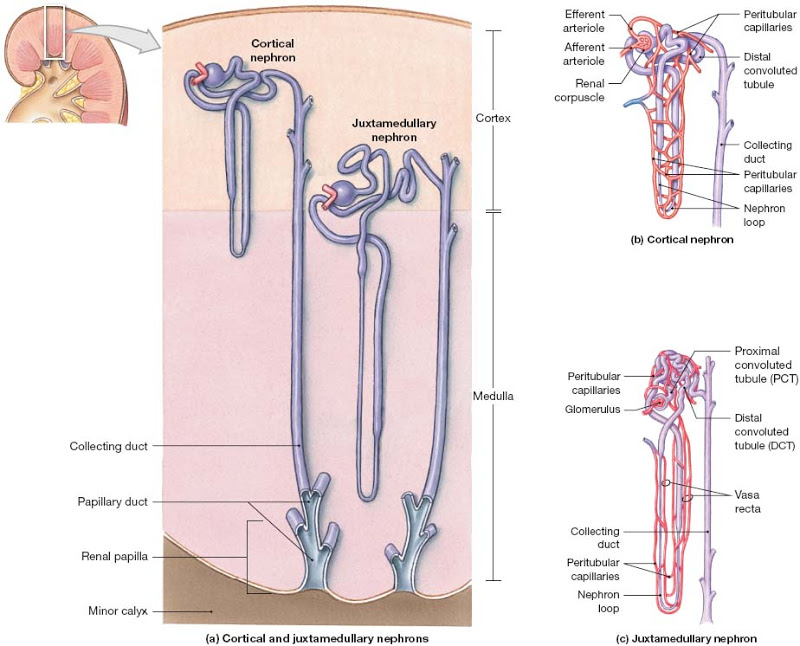 Cortical
nephron
Juxtamedullary
nephron
Cortex
Medulla
Collecting duct
Papillary duct
Renal papilla
Minor calyx
(a) Cortical and juxtamedullary nephrons
Efferent
arteriole
Afferent
arteriole
Renal
corpuscle
Peritubular
capillaries
Distal
convoluted
tubule
Collecting
duct
Peritubular
capillaries
Nephron
loop
(b) Cortical nephron
Peritubular
capillaries
Glomerulus
Collecting
duct
Peritubular
capillaries
Nephron
loop
Proximal
convoluted
tubule (PCT)
Distal
convoluted
tubule (DCT)
Vasa
recta
(c) Juxtamedullary nephron